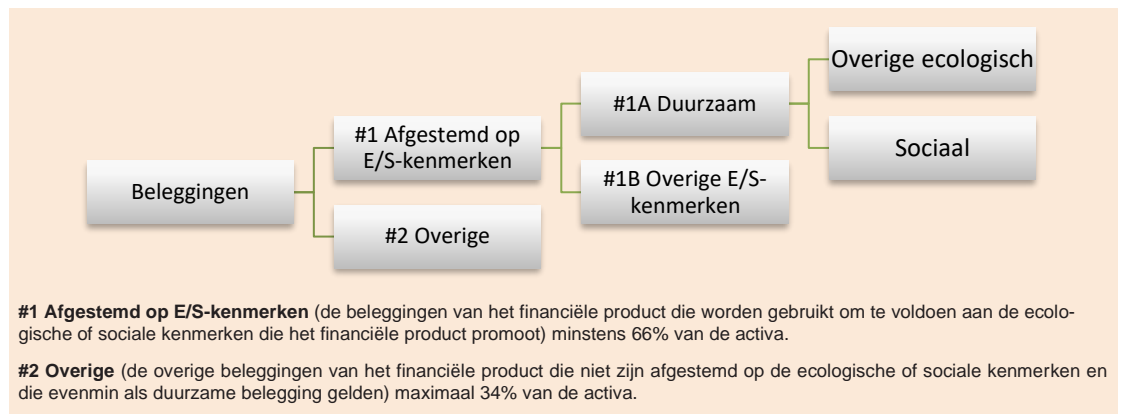 Overige ecologisch
#1A Duurzaam
#1 Afgestemd op
E/S-kenmerken
Sociaal
Beleggingen
#1B Overige E/S-
kenmerken
#2 Overige
#1 Afgestemd op E/S-kenmerken (de beleggingen van het financiële product die worden gebruikt om te voldoen aan de ecolo-
gische of sociale kenmerken die het financiële product promoot) minstens 66% van de activa.
#2 Overige (de overige beleggingen van het financiële product die niet zijn afgestemd op de ecologische of sociale kenmerken en
die evenmin als duurzame belegging gelden) maximaal 34% van de activa.